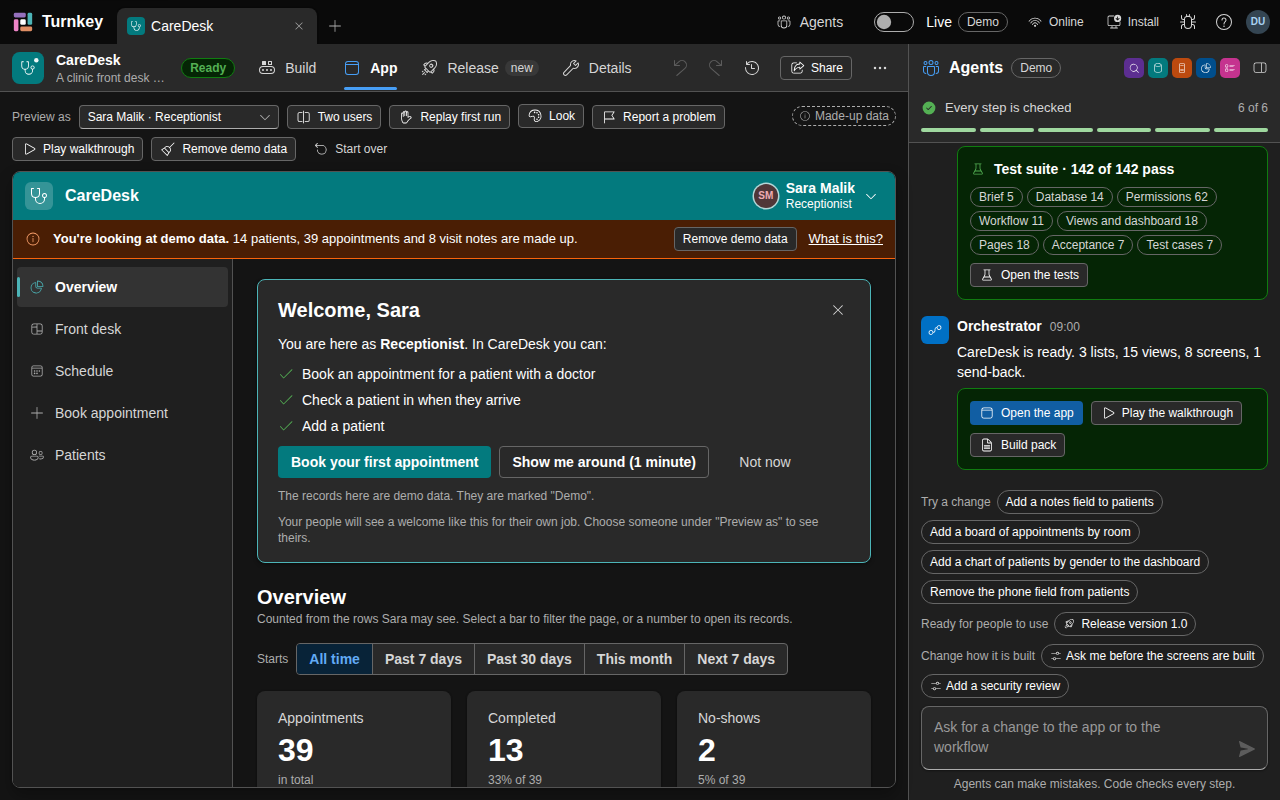 Turnkey
CareDesk
Agents
Live
Demo
Online
Install
DU
CareDesk
A clinic front desk …
Ready
Build
App
Release new
Details
Share
Agents
Demo
Preview as
Sara Malik · Receptionist
Two users
Replay first run
Look
Report a problem
Made-up data
Play walkthrough
Remove demo data
Start over
Every step is checked
6 of 6
CareDesk
SM
Sara Malik
Receptionist
You're looking at demo data. 14 patients, 39 appointments and 8 visit notes are made up.
Remove demo data
What is this?
Overview
Front desk
Schedule
Book appointment
Patients
Welcome, Sara
You are here as Receptionist. In CareDesk you can:
Book an appointment for a patient with a doctor
Check a patient in when they arrive
Add a patient
Book your first appointment
Show me around (1 minute)
Not now
The records here are demo data. They are marked "Demo".
Your people will see a welcome like this for their own job. Choose someone under "Preview as" to see
theirs.
Overview
Counted from the rows Sara may see. Select a bar to filter the page, or a number to open its records.
Starts
All time
Past 7 days
Past 30 days
This month
Next 7 days
Appointments
39
in total
Completed
13
33% of 39
No-shows
2
5% of 39
Test suite · 142 of 142 pass
Brief 5
Database 14
Permissions 62
Workflow 11
Views and dashboard 18
Pages 18
Acceptance 7
Test cases 7
Open the tests
Orchestrator 09:00
CareDesk is ready. 3 lists, 15 views, 8 screens, 1
send-back.
Open the app
Play the walkthrough
Build pack
Try a change
Add a notes field to patients
Add a board of appointments by room
Add a chart of patients by gender to the dashboard
Remove the phone field from patients
Ready for people to use
Release version 1.0
Change how it is built
Ask me before the screens are built
Add a security review
Ask for a change to the app or to the
workflow
Agents can make mistakes. Code checks every step.